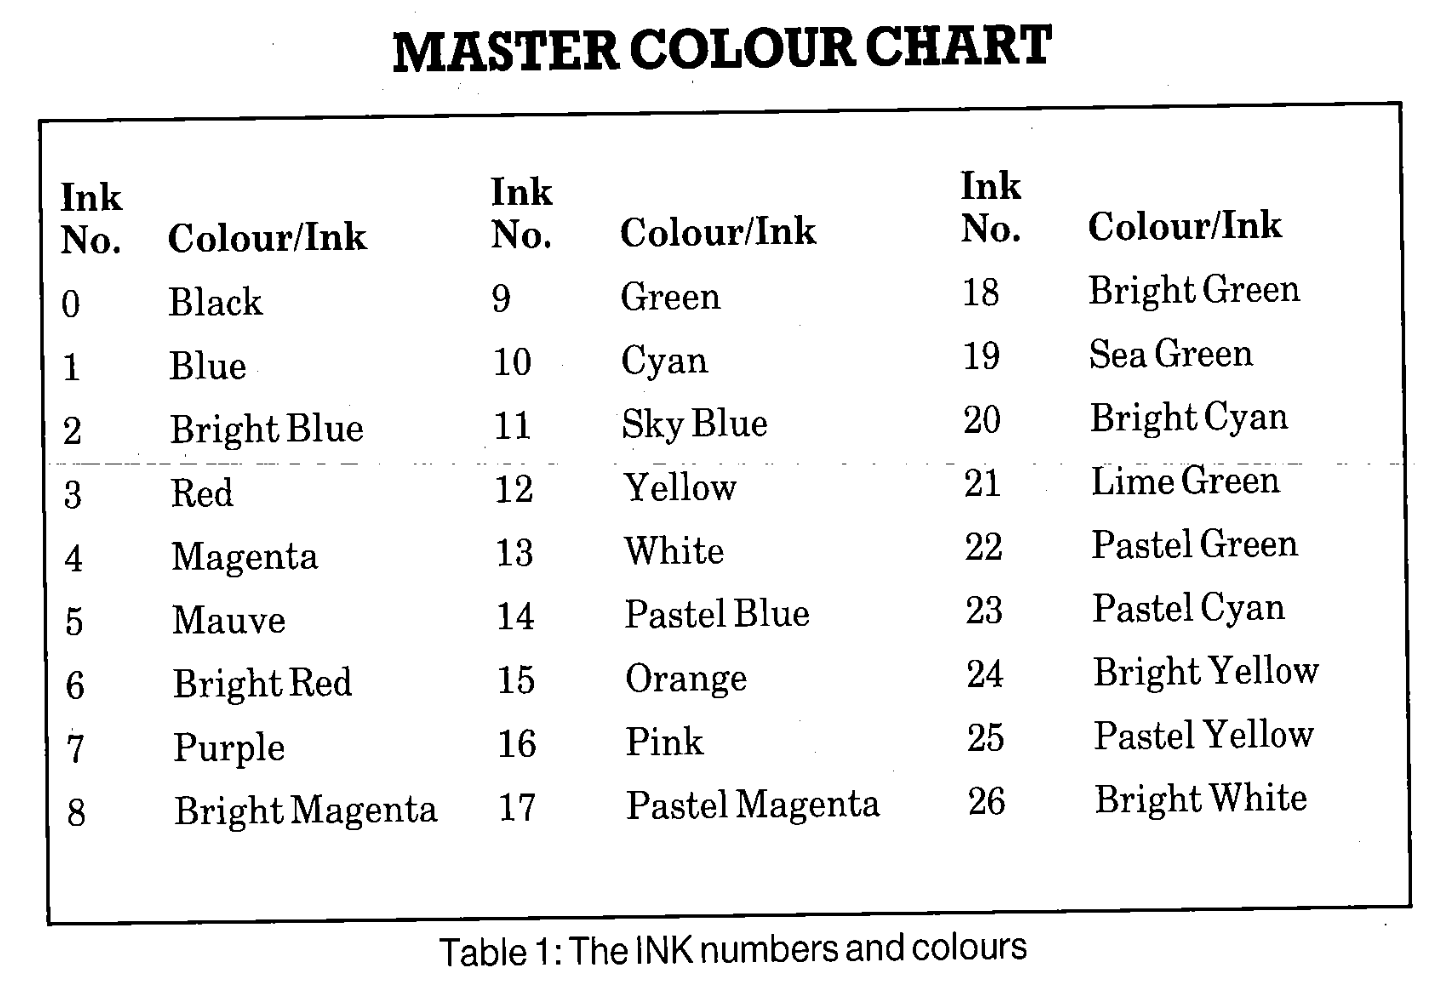 MASTER COLOUR CHART
Ink No. Colour/Ink Ink No. Colour/Ink Ink No. Colour/Ink
0 Black 9 Green 18 Bright Green
1 Blue 10 Cyan 19 Sea Green
2 Bright Blue 11 Sky Blue 20 Bright Cyan
3 Red 12 Yellow 21 Lime Green
4 Magenta 13 White 22 Pastel Green
5 Mauve 14 Pastel Blue 23 Pastel Cyan
6 Bright Red 15 Orange 24 Bright Yellow
7 Purple 16 Pink 25 Pastel Yellow
8 Bright Magenta 17 Pastel Magenta 26 Bright White
Table 1: The INK numbers and colours